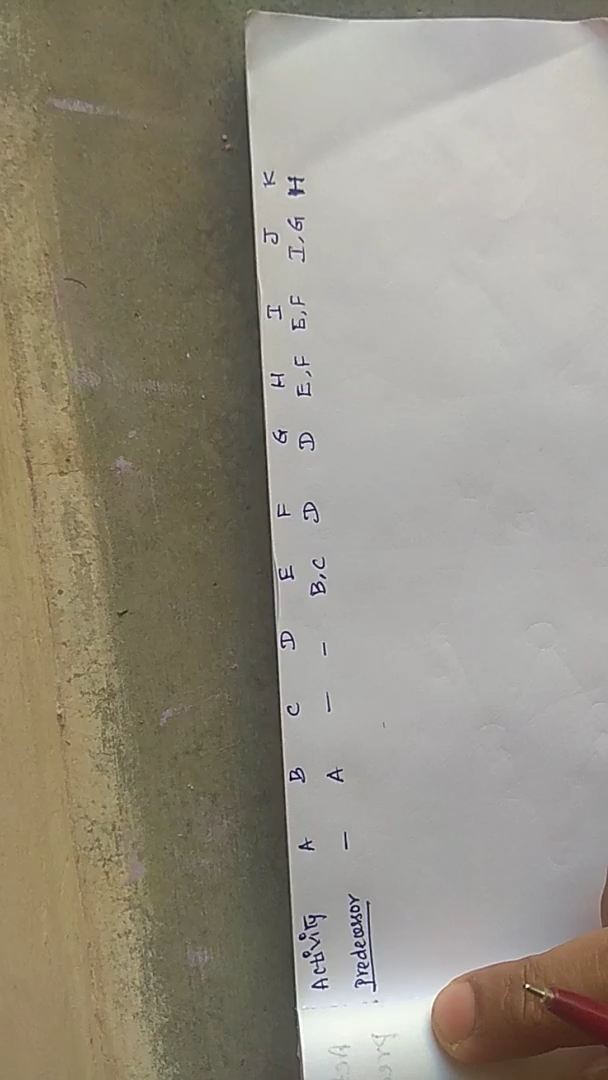 Activity A B C D E F G H I J K
Predecessor - A - - B,C D D E,F E,F I,G H